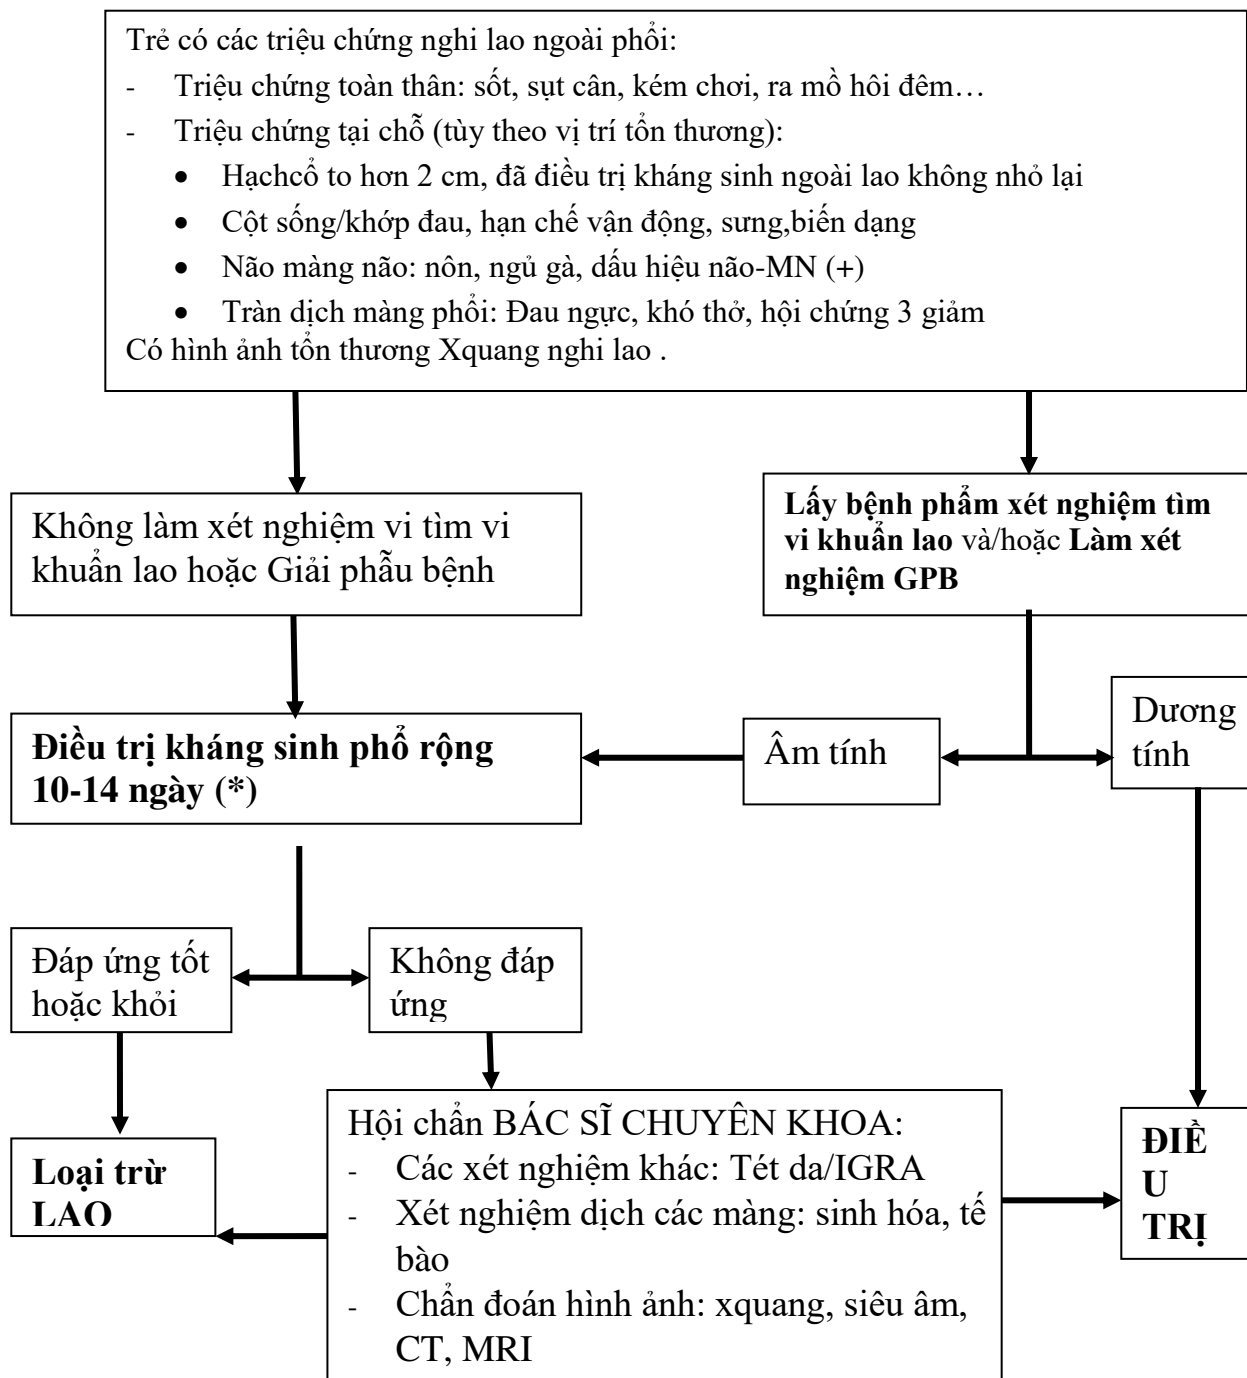 Trẻ có các triệu chứng nghi lao ngoài phổi:
- Triệu chứng toàn thân: sốt, sụt cân, kém chơi, ra mồ hôi đêm…
- Triệu chứng tại chỗ (tùy theo vị trí tổn thương):
• Hạchcổ to hơn 2 cm, đã điều trị kháng sinh ngoài lao không nhỏ lại
• Cột sống/khớp đau, hạn chế vận động, sưng,biến dạng
• Não màng não: nôn, ngủ gà, dấu hiệu não-MN (+)
• Tràn dịch màng phổi: Đau ngực, khó thở, hội chứng 3 giảm
Có hình ảnh tổn thương Xquang nghi lao .
Không làm xét nghiệm vi tìm vi
khuẩn lao hoặc Giải phẫu bệnh
Lấy bệnh phẩm xét nghiệm tìm
vi khuẩn lao và/hoặc Làm xét
nghiệm GPB
Điều trị kháng sinh phổ rộng
10-14 ngày (*)
Âm tính
Dương
tính
Đáp ứng tốt
hoặc khỏi
Không đáp
ứng
Loại trừ
LAO
Hội chẩn BÁC SĨ CHUYÊN KHOA:
- Các xét nghiệm khác: Tét da/IGRA
- Xét nghiệm dịch các màng: sinh hóa, tế
bào
- Chẩn đoán hình ảnh: xquang, siêu âm,
CT, MRI
ĐIỀ
U
TRỊ